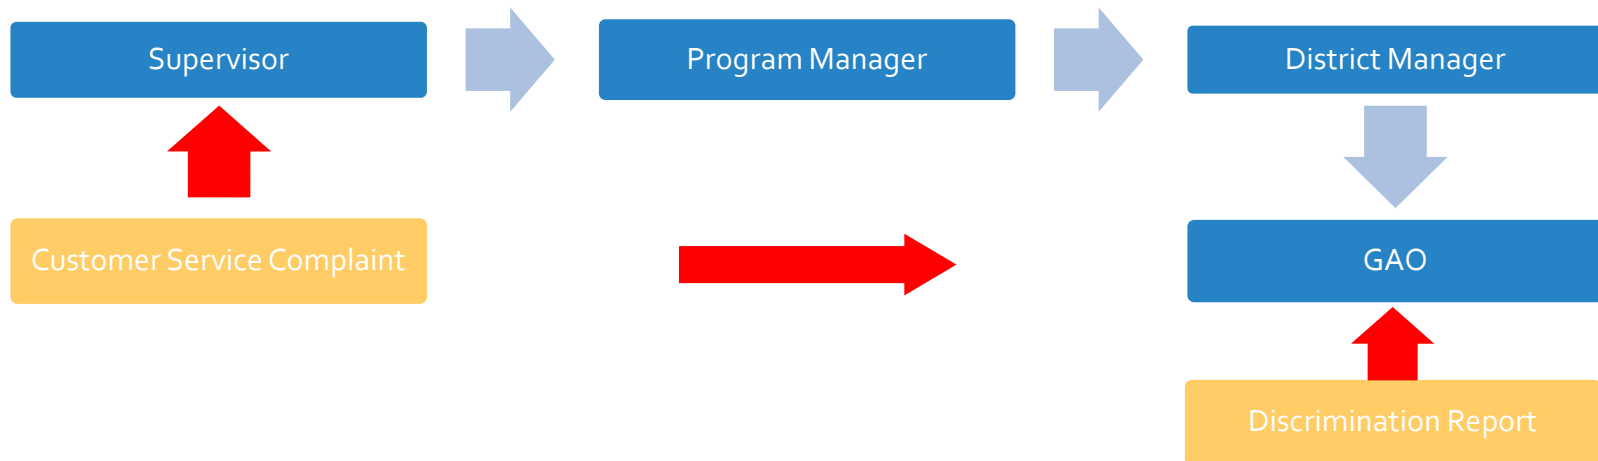 Supervisor
Program Manager
District Manager
Customer Service Complaint
GAO
Discrimination Report